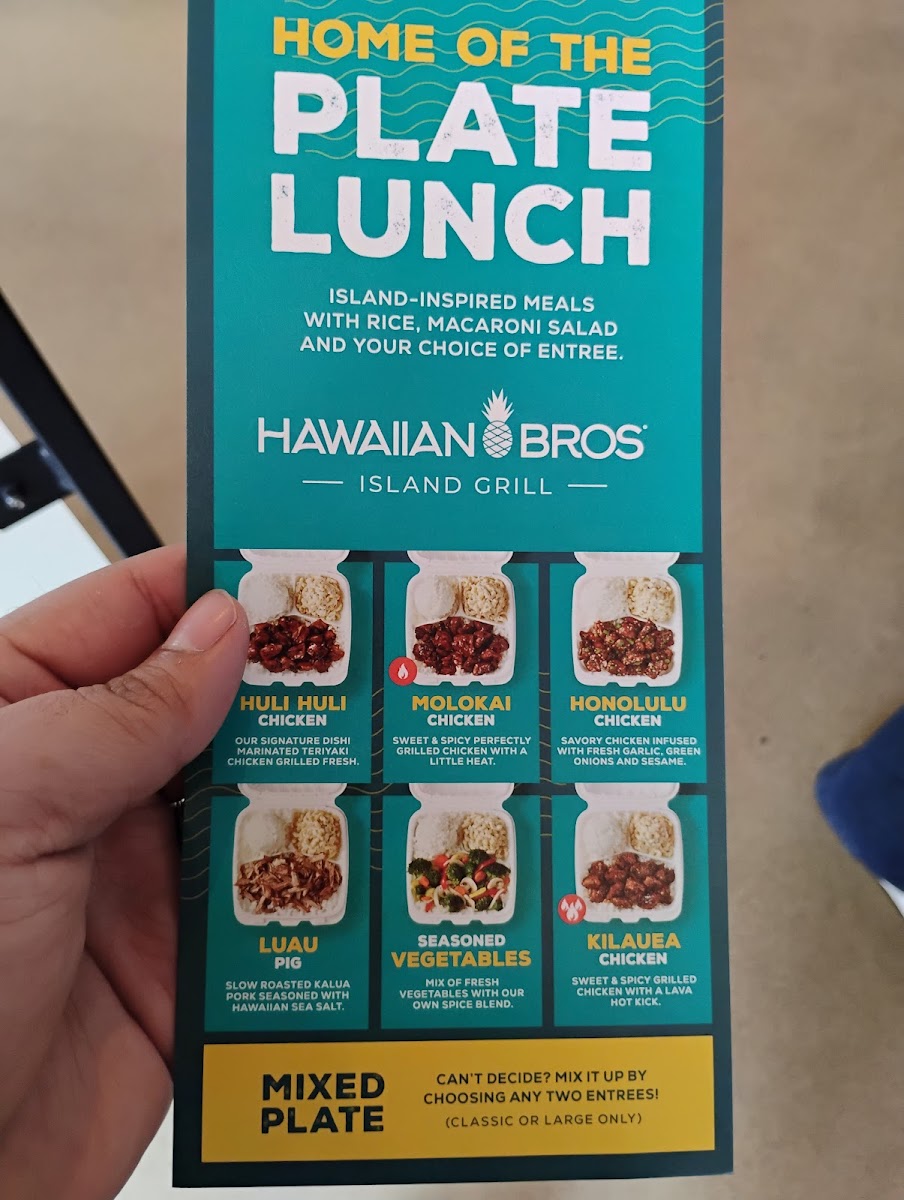 HOME OF THE
PLATE
LUNCH
ISLAND-INSPIRED MEALS
WITH RICE, MACARONI SALAD
AND YOUR CHOICE OF ENTREE.
HAWAIIAN BROS
ISLAND GRILL
HULI HULI
CHICKEN
OUR SIGNATURE DISHI
MARINATED TERIYAKI
CHICKEN GRILLED FRESH.
MOLOKAI
CHICKEN
SWEET & SPICY PERFECTLY
GRILLED CHICKEN WITH A
LITTLE HEAT.
HONOLULU
CHICKEN
SAVORY CHICKEN INFUSED
WITH FRESH GARLIC, GREEN
ONIONS AND SESAME.
LUAU
PIG
SLOW ROASTED KALUA
PORK SEASONED WITH
HAWAIIAN SEA SALT.
SEASONED
VEGETABLES
MIX OF FRESH
VEGETABLES WITH OUR
OWN SPICE BLEND.
KILAUEA
CHICKEN
SWEET & SPICY GRILLED
CHICKEN WITH A LAVA
HOT KICK.
MIXED
PLATE
CAN'T DECIDE? MIX IT UP BY
CHOOSING ANY TWO ENTREES!
(CLASSIC OR LARGE ONLY)